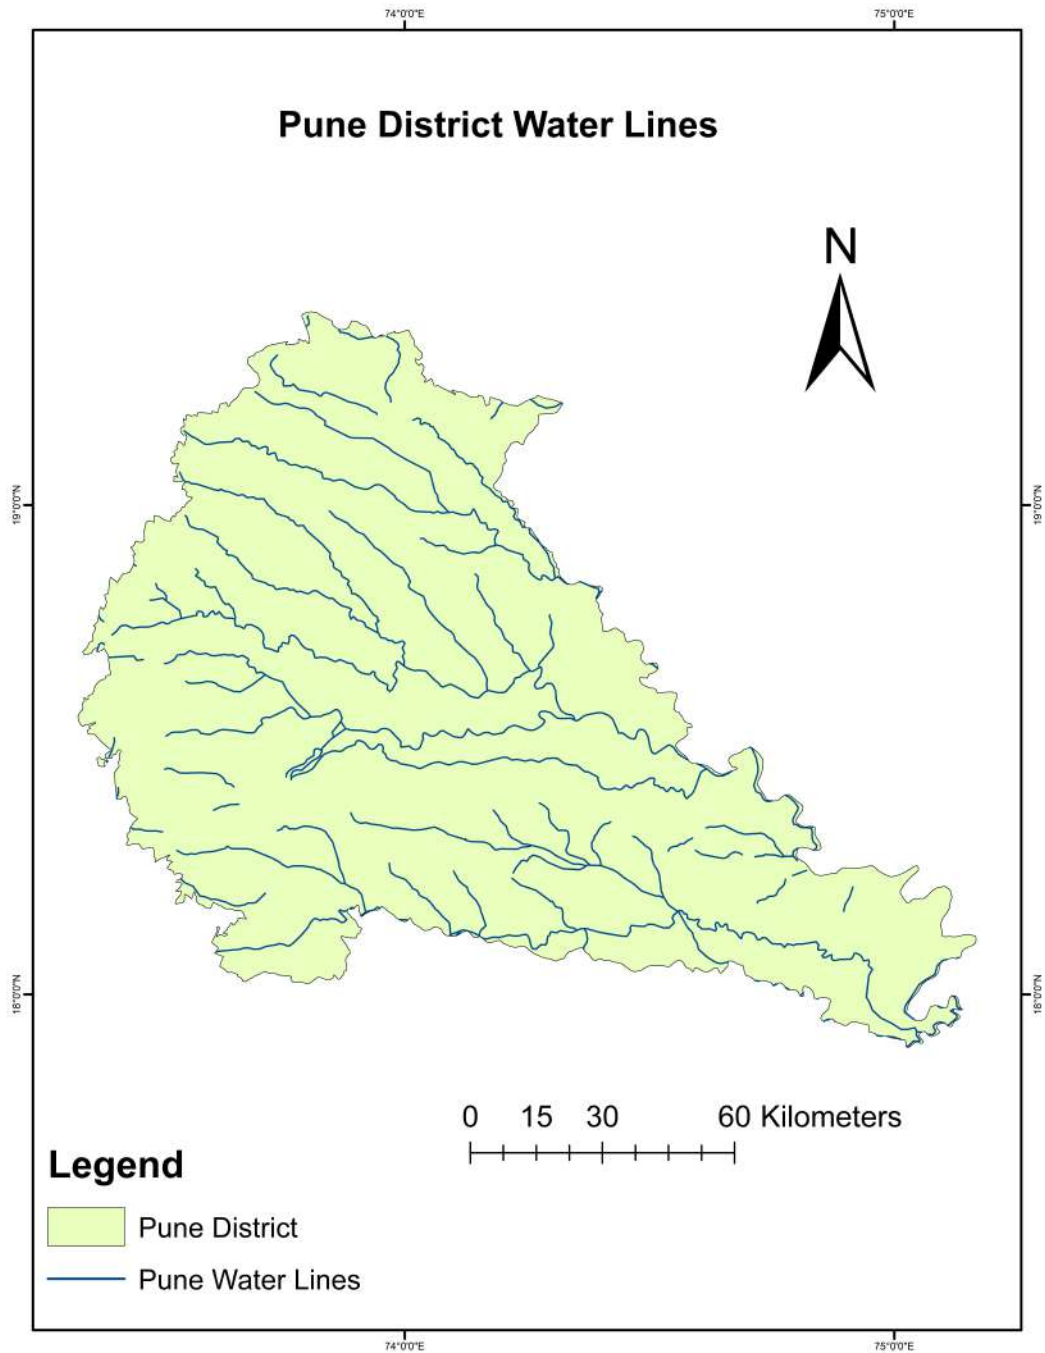 74°0'0"E 75°0'0"E
Pune District Water Lines
N
19°0'0"N 19°0'0"N
18°0'0"N 18°0'0"N
0 15 30 60 Kilometers
Legend
Pune District
Pune Water Lines
74°0'0"E 75°0'0"E